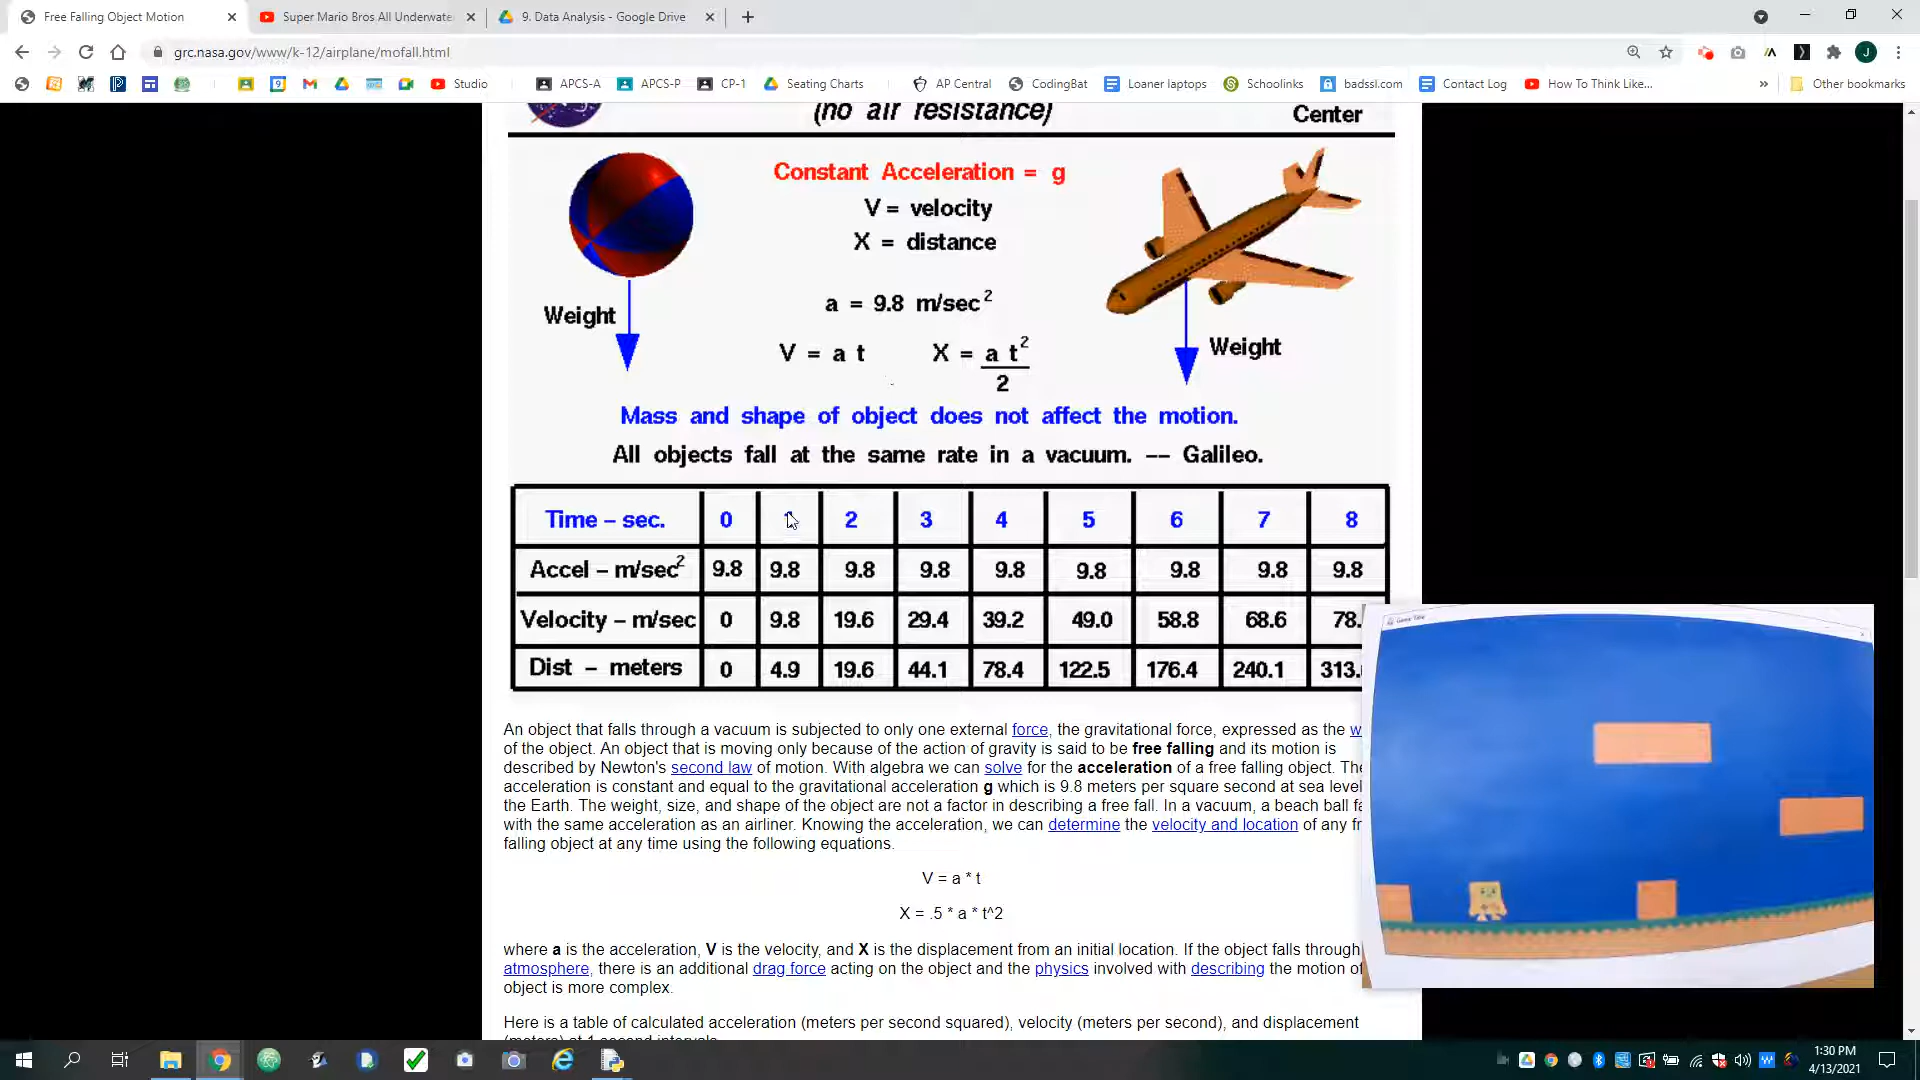 Free Falling Object Motion
Super Mario Bros All Underwate
9. Data Analysis - Google Drive
grc.nasa.gov/www/k-12/airplane/mofall.html
J
Studio
APCS-A
APCS-P
CP-1
Seating Charts
AP Central
CodingBat
Loaner laptops
Schoolinks
badssl.com
Contact Log
How To Think Like...
Other bookmarks
(no air resistance)
Center
Constant Acceleration = g
V = velocity
X = distance
a = 9.8 m/sec²
Weight
V = a t X = a t²
2
Weight
Mass and shape of object does not affect the motion.
All objects fall at the same rate in a vacuum. -- Galileo.
Time – sec. 0 1 2 3 4 5 6 7 8
Accel – m/sec² 9.8 9.8 9.8 9.8 9.8 9.8 9.8 9.8 9.8
Velocity – m/sec 0 9.8 19.6 29.4 39.2 49.0 58.8 68.6 78.
Dist – meters 0 4.9 19.6 44.1 78.4 122.5 176.4 240.1 313.
An object that falls through a vacuum is subjected to only one external force, the gravitational force, expressed as the w
of the object. An object that is moving only because of the action of gravity is said to be free falling and its motion is
described by Newton's second law of motion. With algebra we can solve for the acceleration of a free falling object. The
acceleration is constant and equal to the gravitational acceleration g which is 9.8 meters per square second at sea level
the Earth. The weight, size, and shape of the object are not a factor in describing a free fall. In a vacuum, a beach ball fa
with the same acceleration as an airliner. Knowing the acceleration, we can determine the velocity and location of any fr
falling object at any time using the following equations.
V = a * t
X = .5 * a * t^2
where a is the acceleration, V is the velocity, and X is the displacement from an initial location. If the object falls through
atmosphere, there is an additional drag force acting on the object and the physics involved with describing the motion of
object is more complex.
Here is a table of calculated acceleration (meters per second squared), velocity (meters per second), and displacement
(meters) at 1 second intervals
1:30 PM
4/13/2021